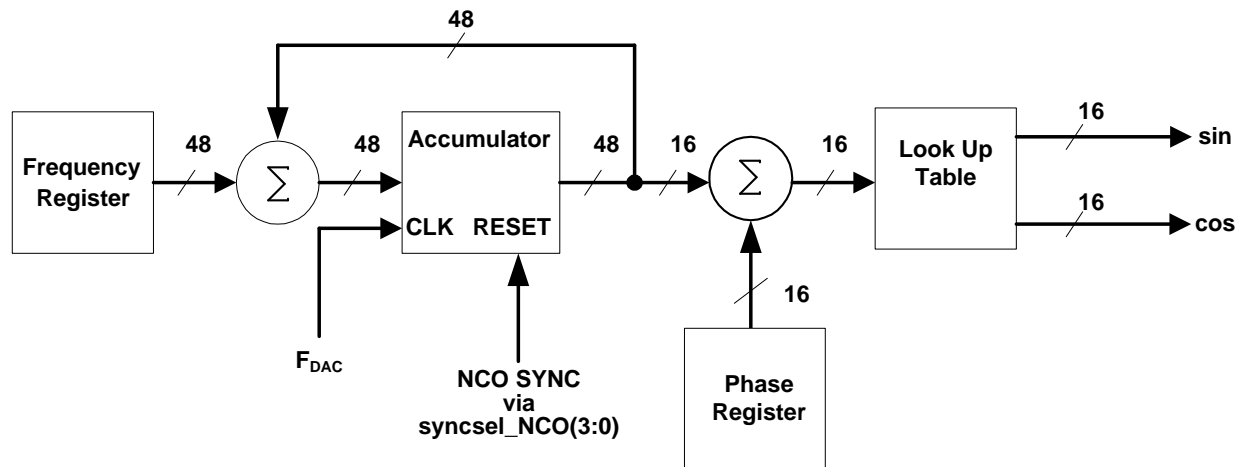 48
Frequency
Register
48
Σ
48
Accumulator
CLK RESET
48
16
Σ
16
Look Up
Table
16
sin
16
cos
16
F_DAC
NCO SYNC
via
syncsel_NCO(3:0)
Phase
Register